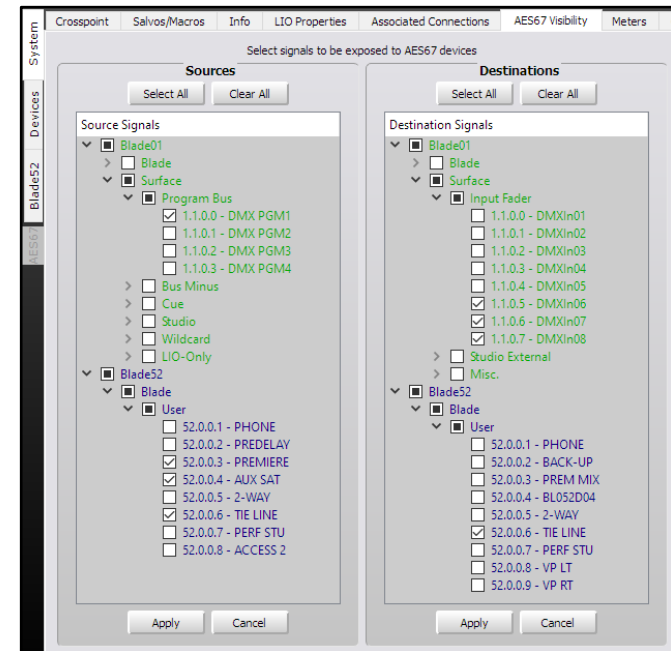 Crosspoint Salvos/Macros Info LIO Properties Associated Connections AES67 Visibility Meters
System
Devices
Blade52
AES67
Select signals to be exposed to AES67 devices
Sources
Select All Clear All
Source Signals
Blade01
Blade
Surface
Program Bus
1.1.0.0 - DMX PGM1
1.1.0.1 - DMX PGM2
1.1.0.2 - DMX PGM3
1.1.0.3 - DMX PGM4
Bus Minus
Cue
Studio
Wildcard
LIO-Only
Blade52
Blade
User
52.0.0.1 - PHONE
52.0.0.2 - PREDELAY
52.0.0.3 - PREMIERE
52.0.0.4 - AUX SAT
52.0.0.5 - 2-WAY
52.0.0.6 - TIE LINE
52.0.0.7 - PERF STU
52.0.0.8 - ACCESS 2
Apply Cancel
Destinations
Select All Clear All
Destination Signals
Blade01
Blade
Surface
Input Fader
1.1.0.0 - DMXIn01
1.1.0.1 - DMXIn02
1.1.0.2 - DMXIn03
1.1.0.3 - DMXIn04
1.1.0.4 - DMXIn05
1.1.0.5 - DMXIn06
1.1.0.6 - DMXIn07
1.1.0.7 - DMXIn08
Studio External
Misc.
Blade52
Blade
User
52.0.0.1 - PHONE
52.0.0.2 - BACK-UP
52.0.0.3 - PREM MIX
52.0.0.4 - BL052D04
52.0.0.5 - 2-WAY
52.0.0.6 - TIE LINE
52.0.0.7 - PERF STU
52.0.0.8 - VP LT
52.0.0.9 - VP RT
Apply Cancel